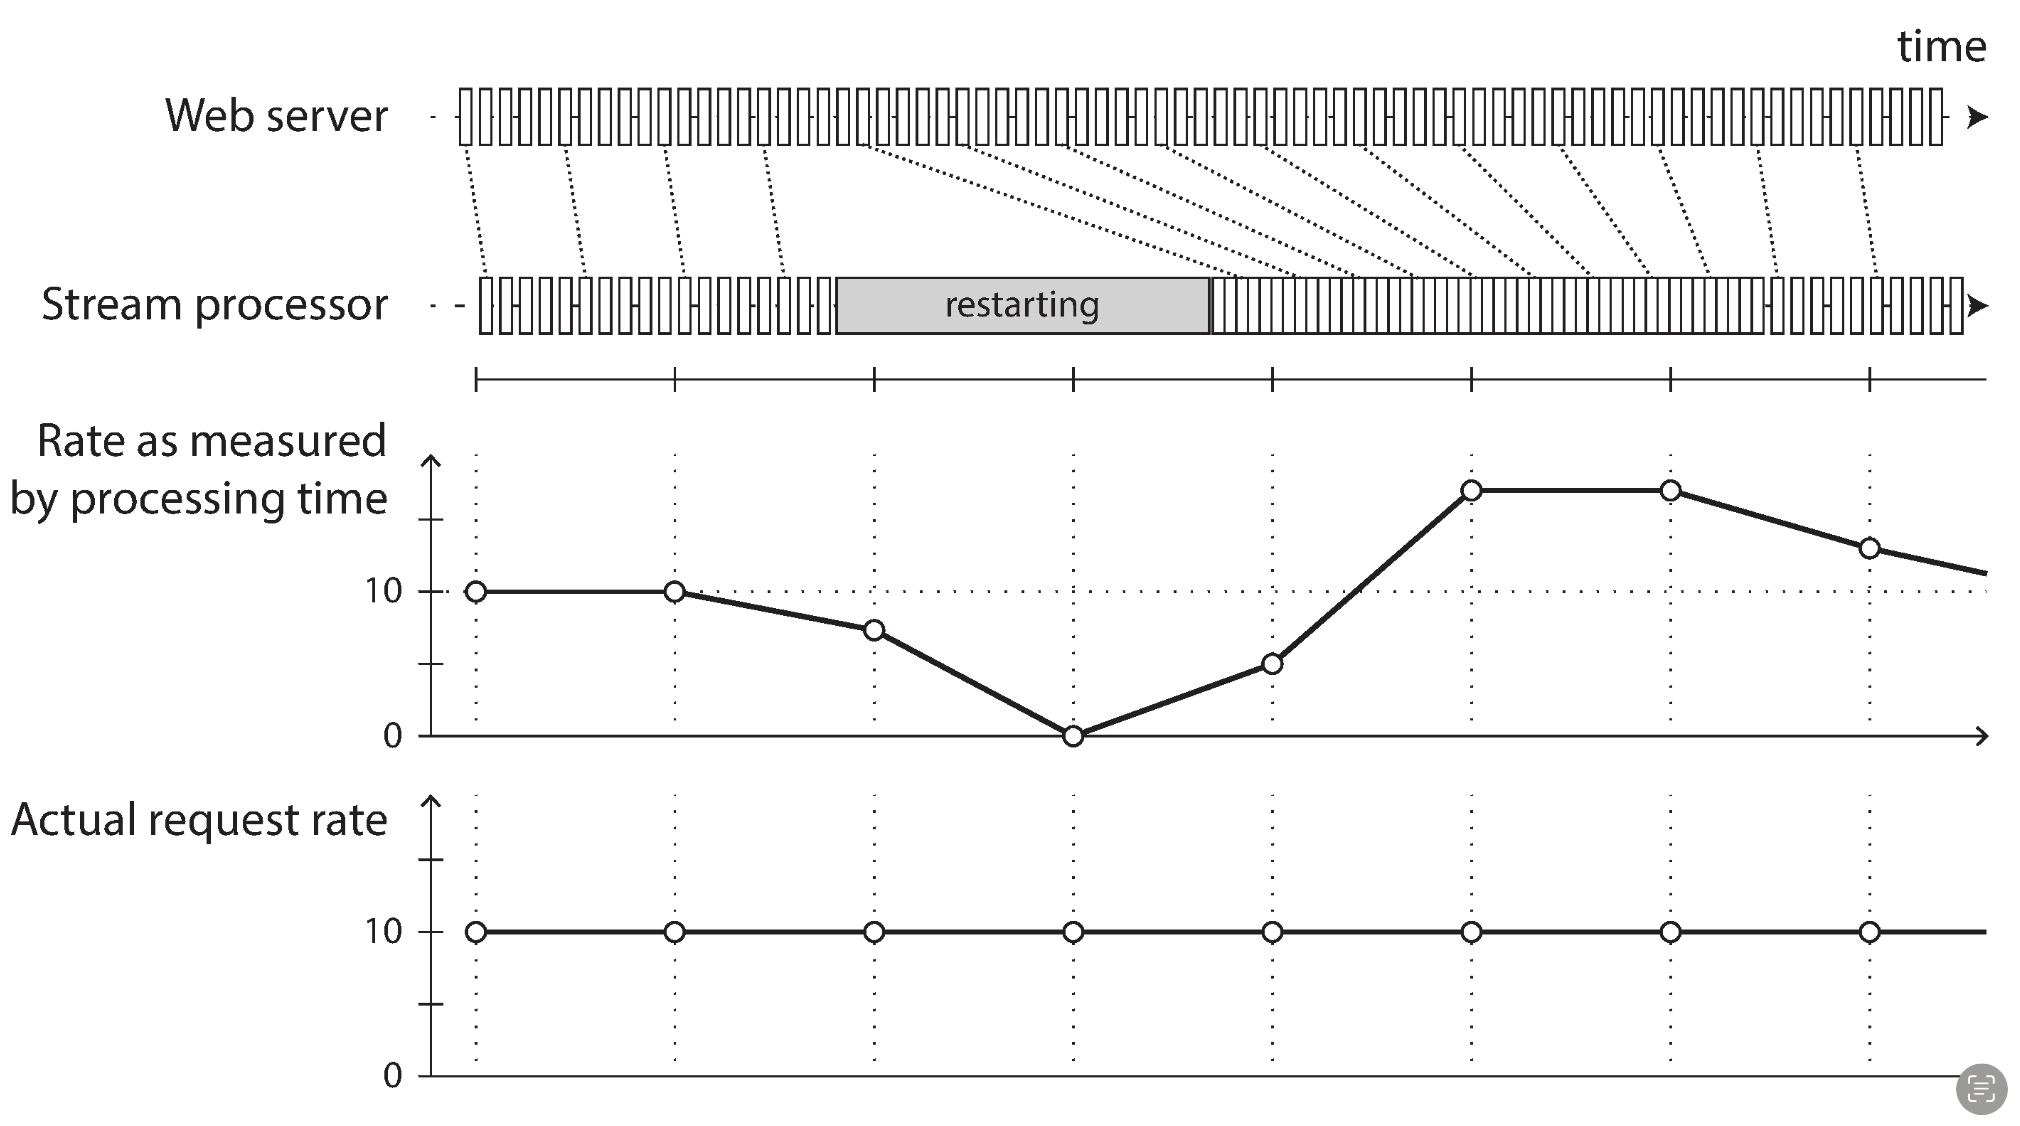 time
Web server
Stream processor
restarting
Rate as measured
by processing time
10
0
Actual request rate
10
0